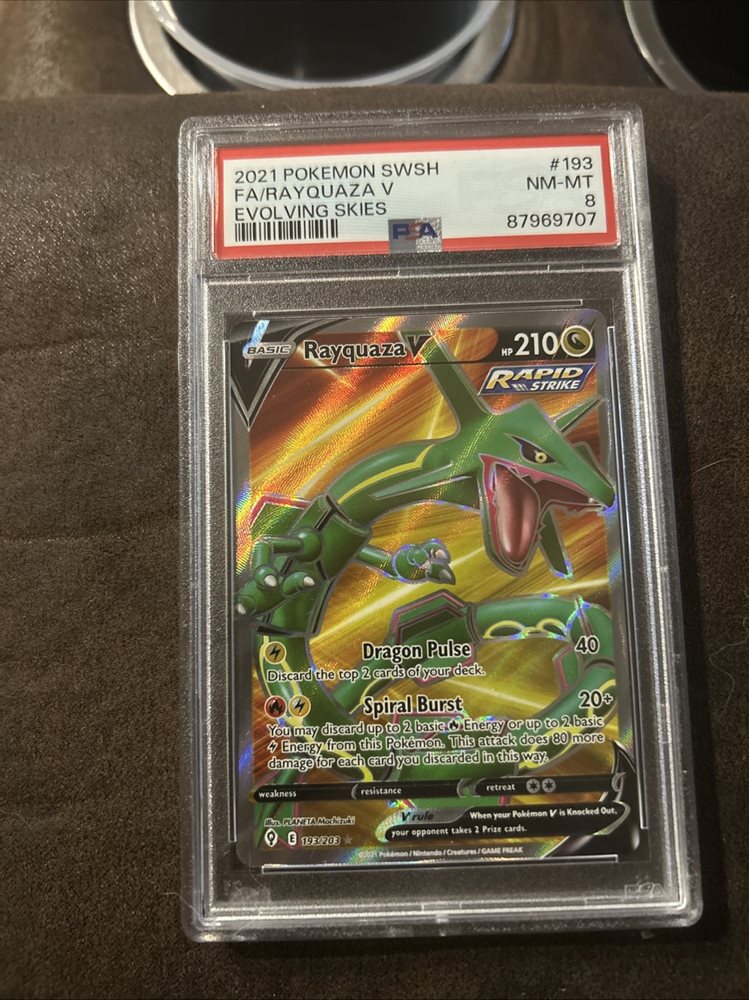 2021 POKEMON SWSH #193
FA/RAYQUAZA V NM-MT
EVOLVING SKIES 8
PSA 87969707
BASIC Rayquaza V HP 210
RAPID
STRIKE
Dragon Pulse 40
Discard the top 2 cards of your deck.
Spiral Burst 20+
You may discard up to 2 basic Energy or up to 2 basic
Energy from this Pokémon. This attack does 80 more
damage for each card you discarded in this way.
weakness resistance retreat
Illus. PLANETA Mochizuki
V rule When your Pokémon V is Knocked Out,
your opponent takes 2 Prize cards.
E 193/203
©2021 Pokémon / Nintendo / Creatures / GAME FREAK